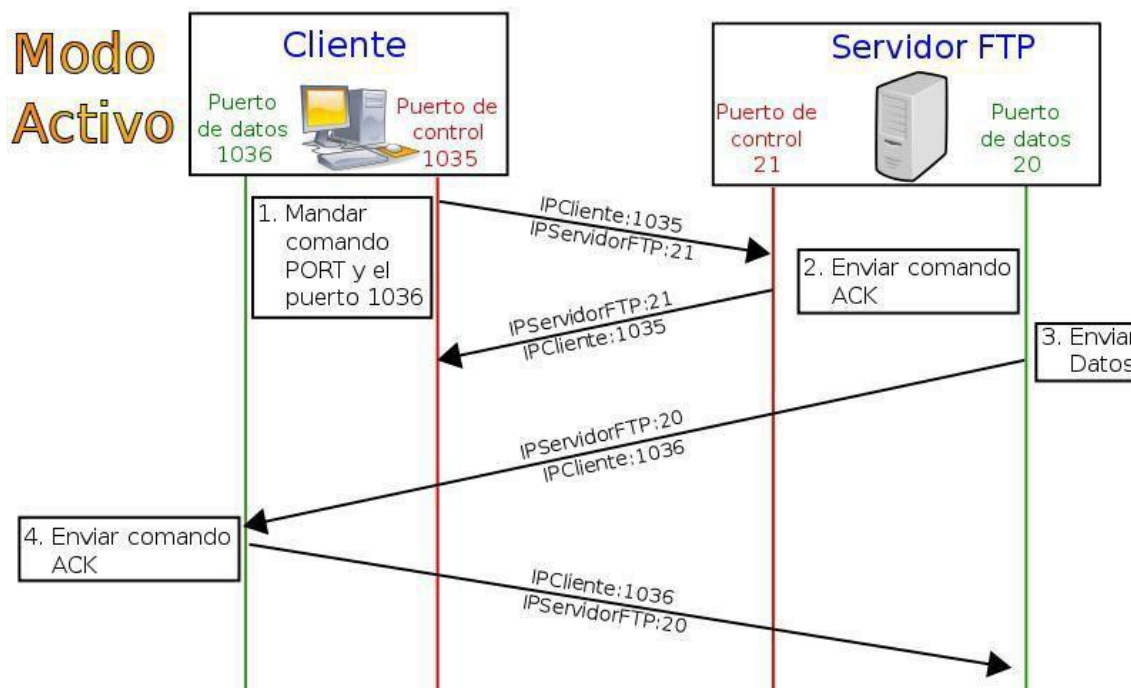 Modo
Activo
Cliente
Puerto
de datos
1036
Puerto de
control
1035
Servidor FTP
Puerto de
control
21
Puerto
de datos
20
1. Mandar
comando
PORT y el
puerto 1036
IPCliente:1035
IPServidorFTP:21
2. Enviar comando
ACK
IPServidorFTP:21
IPCliente:1035
3. Enviar
Datos
IPServidorFTP:20
IPCliente:1036
4. Enviar comando
ACK
IPCliente:1036
IPServidorFTP:20